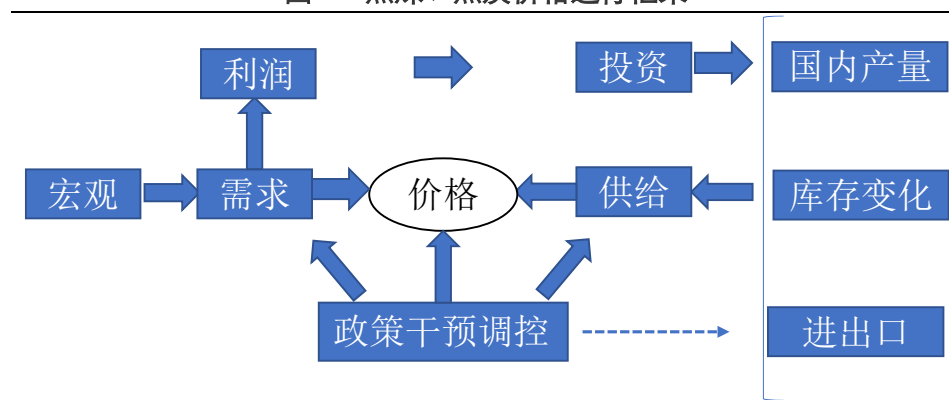 利润
投资
国内产量
宏观
需求
价格
供给
库存变化
政策干预调控
进出口